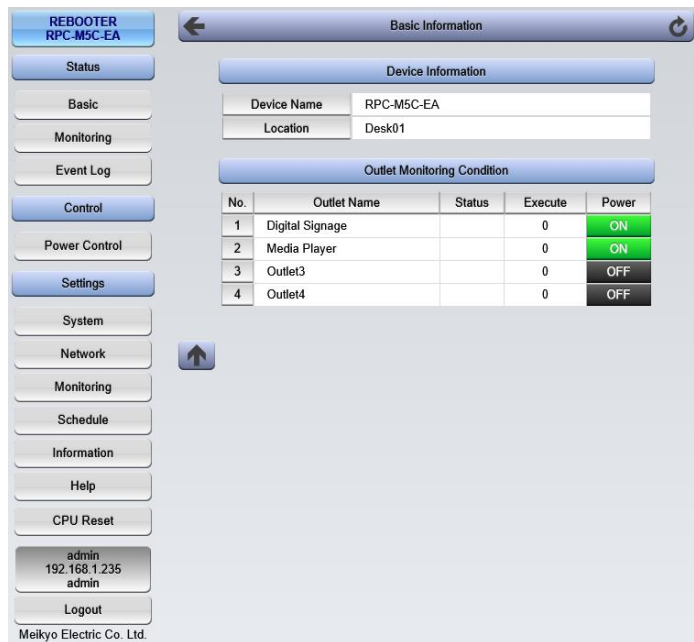 REBOOTER
RPC-M5C-EA
Status
Basic
Monitoring
Event Log
Control
Power Control
Settings
System
Network
Monitoring
Schedule
Information
Help
CPU Reset
admin
192.168.1.235
admin
Logout
Meikyo Electric Co. Ltd.
Basic Information
Device Information
Device Name RPC-M5C-EA
Location Desk01
Outlet Monitoring Condition
No. Outlet Name Status Execute Power
1 Digital Signage 0 ON
2 Media Player 0 ON
3 Outlet3 0 OFF
4 Outlet4 0 OFF